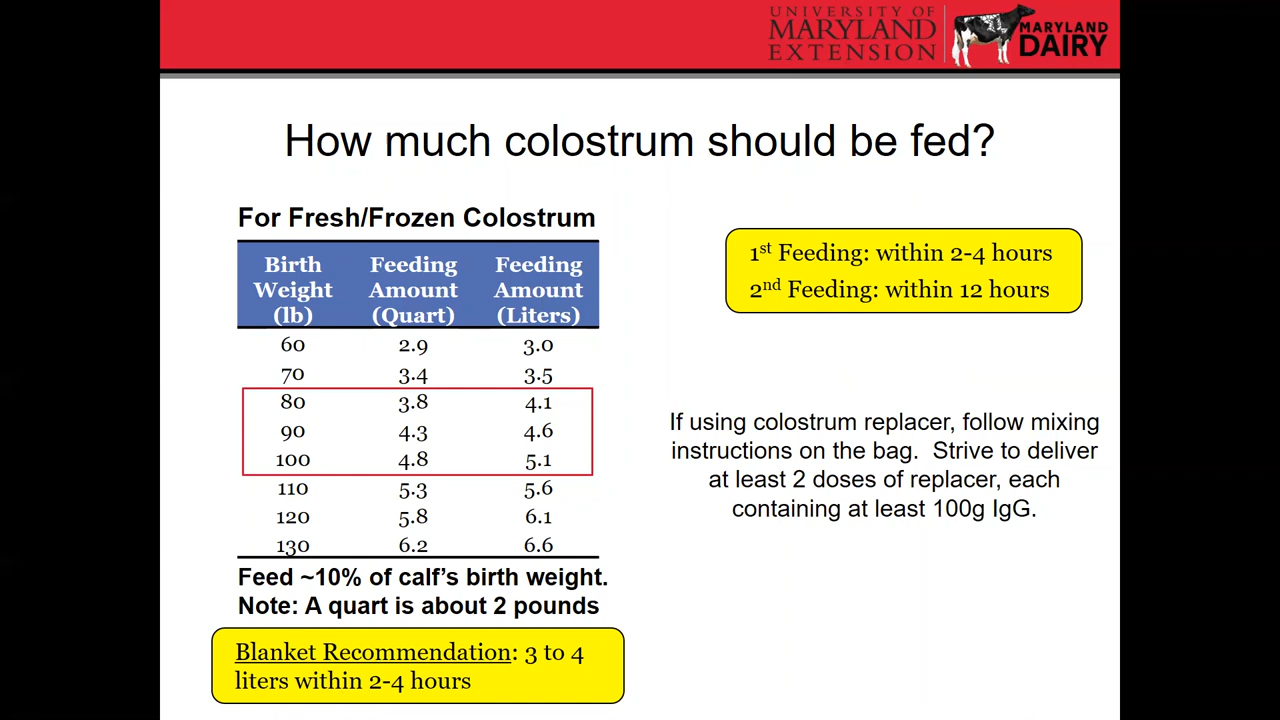 UNIVERSITY OF
MARYLAND
EXTENSION
MARYLAND
DAIRY
How much colostrum should be fed?
For Fresh/Frozen Colostrum
Birth Weight (lb) Feeding Amount (Quart) Feeding Amount (Liters)
60 2.9 3.0
70 3.4 3.5
80 3.8 4.1
90 4.3 4.6
100 4.8 5.1
110 5.3 5.6
120 5.8 6.1
130 6.2 6.6
Feed ~10% of calf's birth weight.
Note: A quart is about 2 pounds
Blanket Recommendation: 3 to 4
liters within 2-4 hours
1st Feeding: within 2-4 hours
2nd Feeding: within 12 hours
If using colostrum replacer, follow mixing
instructions on the bag. Strive to deliver
at least 2 doses of replacer, each
containing at least 100g IgG.